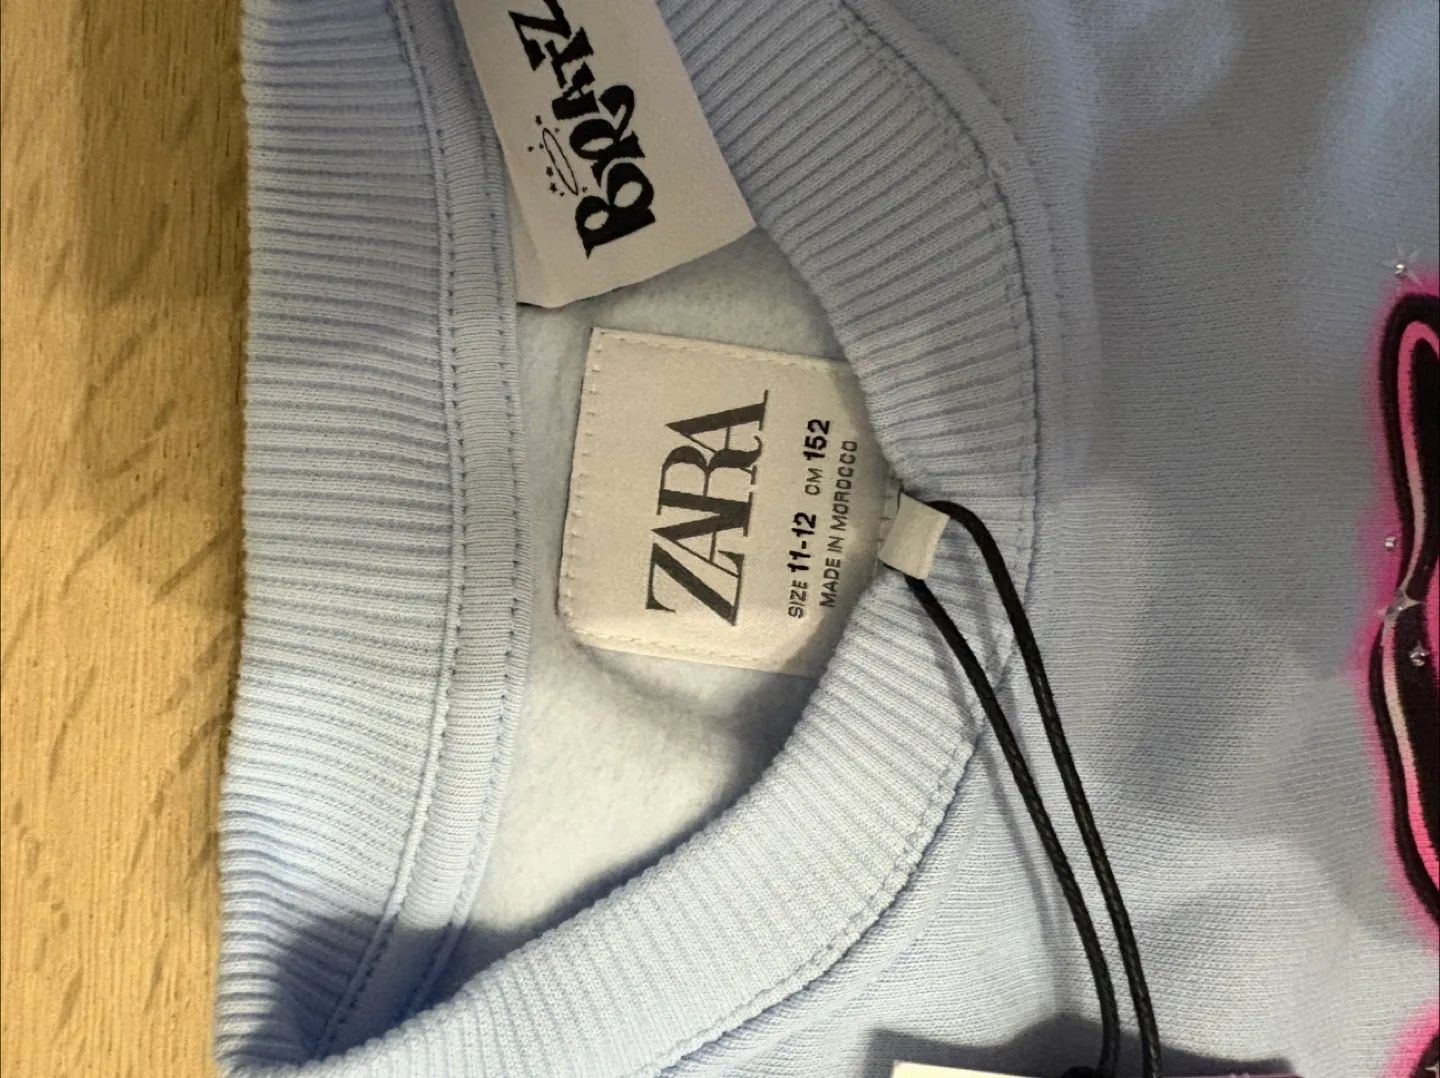 BRATZ
ZARA
SIZE 11-12 CM 152
MADE IN MOROCCO